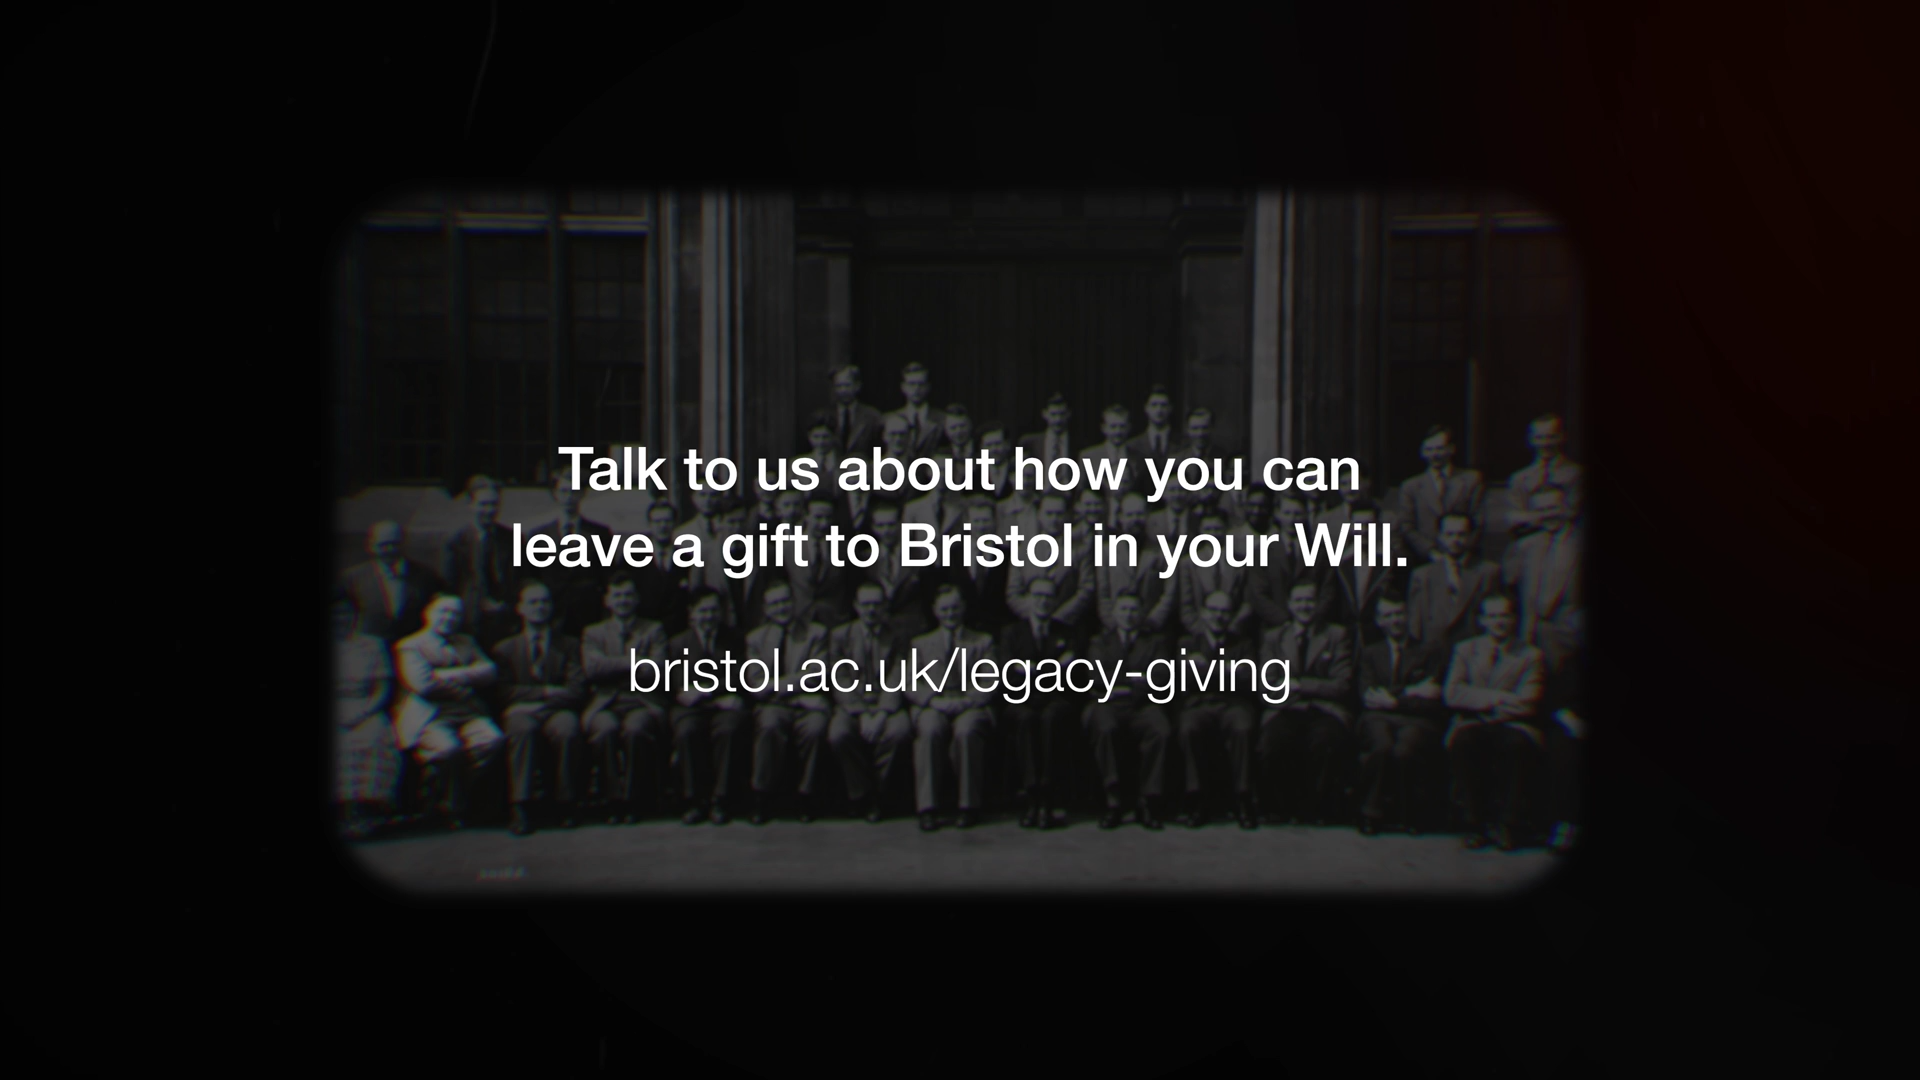 Talk to us about how you can
leave a gift to Bristol in your Will.
bristol.ac.uk/legacy-giving